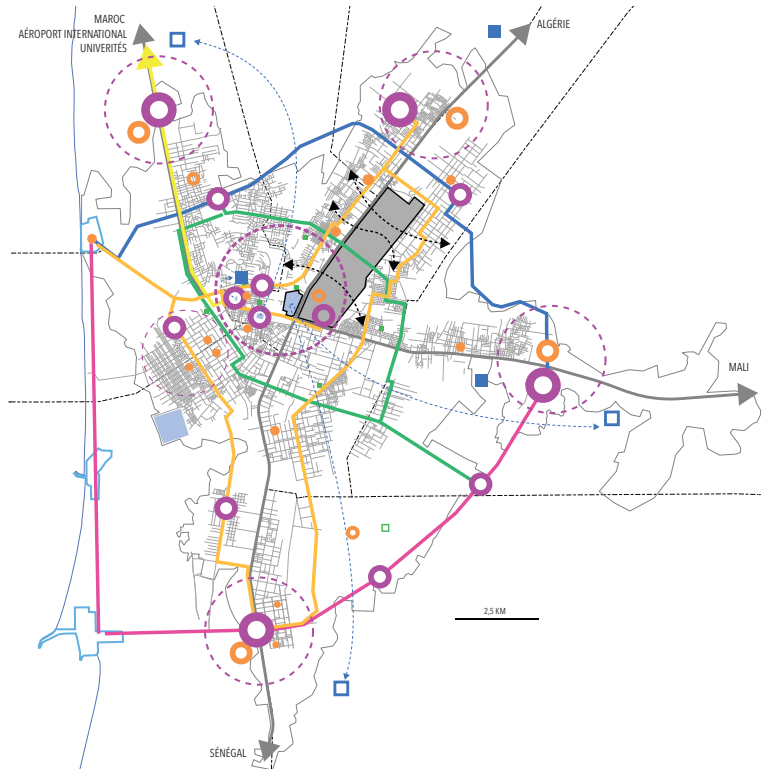 MAROC
AÉROPORT INTERNATIONAL
UNIVERITÉS
ALGÉRIE
MALI
2,5 KM
SÉNÉGAL